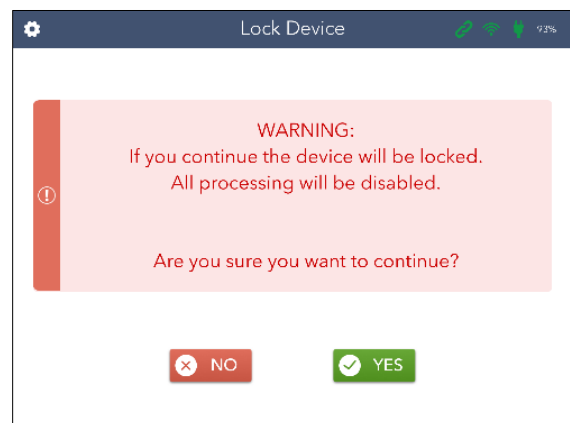 Lock Device
93%
WARNING:
If you continue the device will be locked.
All processing will be disabled.
Are you sure you want to continue?
NO
YES